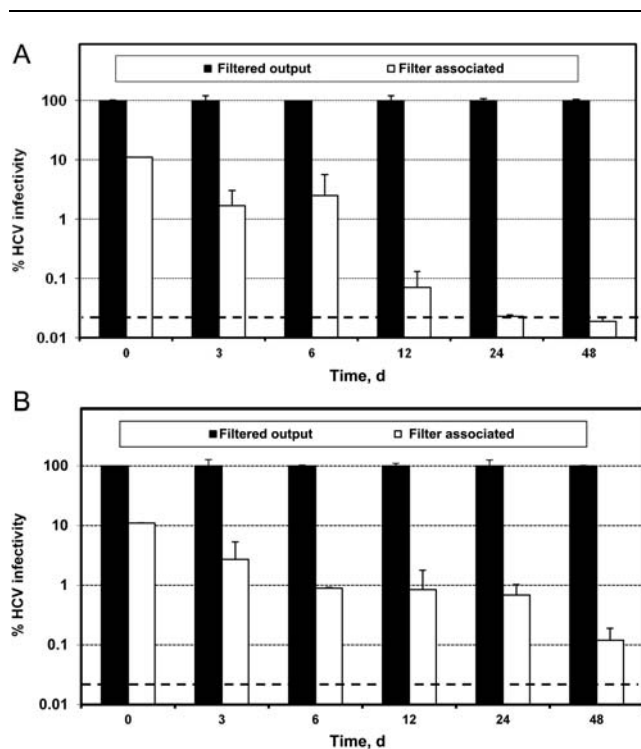 A
Filtered output Filter associated
% HCV infectivity
100
10
1
0.1
0.01
0 3 6 12 24 48
Time, d
B
Filtered output Filter associated
% HCV infectivity
100
10
1
0.1
0.01
0 3 6 12 24 48
Time, d